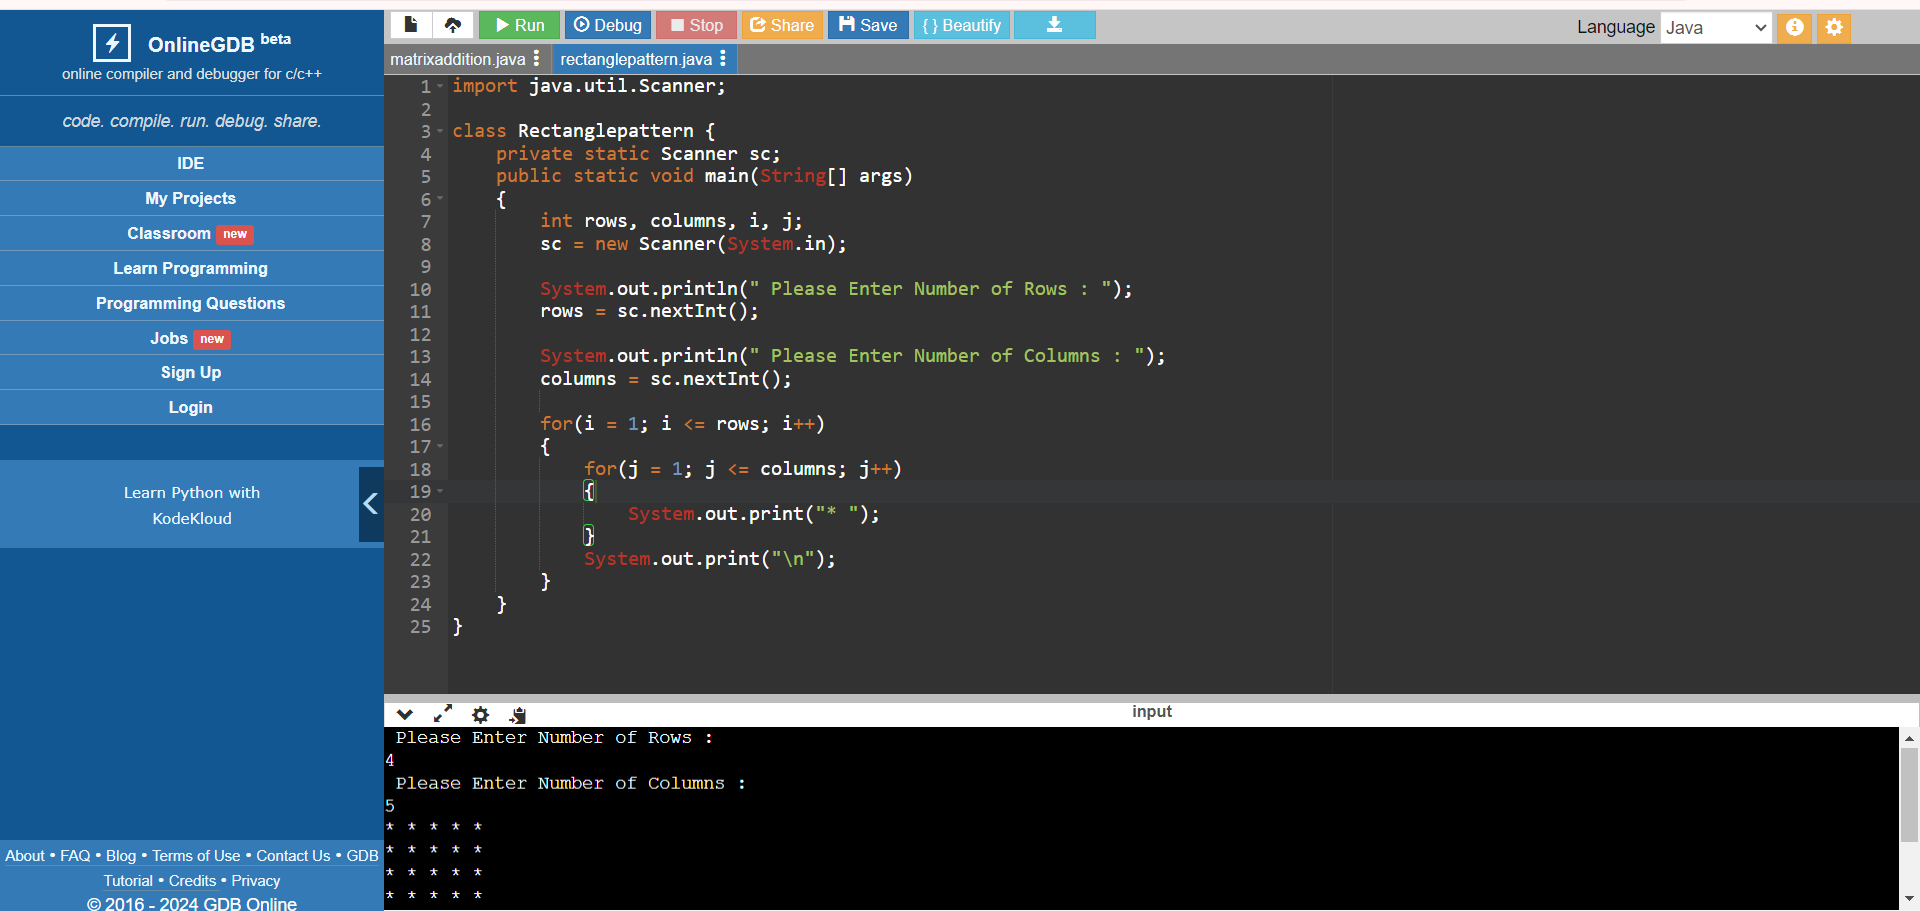 OnlineGDB beta
online compiler and debugger for c/c++
code. compile. run. debug. share.
IDE
My Projects
Classroom new
Learn Programming
Programming Questions
Jobs new
Sign Up
Login
Learn Python with
KodeKloud
About • FAQ • Blog • Terms of Use • Contact Us • GDB
Tutorial • Credits • Privacy
© 2016 - 2024 GDB Online
Run Debug Stop Share Save { } Beautify
Language Java
matrixaddition.java rectanglepattern.java
1 import java.util.Scanner;
2
3 class Rectanglepattern {
4     private static Scanner sc;
5     public static void main(String[] args)
6     {
7         int rows, columns, i, j;
8         sc = new Scanner(System.in);
9
10         System.out.println(" Please Enter Number of Rows : ");
11         rows = sc.nextInt();
12
13         System.out.println(" Please Enter Number of Columns : ");
14         columns = sc.nextInt();
15
16         for(i = 1; i <= rows; i++)
17         {
18             for(j = 1; j <= columns; j++)
19             {
20                 System.out.print("* ");
21             }
22             System.out.print("\n");
23         }
24     }
25 }
input
Please Enter Number of Rows :
4
Please Enter Number of Columns :
5
* * * * *
* * * * *
* * * * *
* * * * *